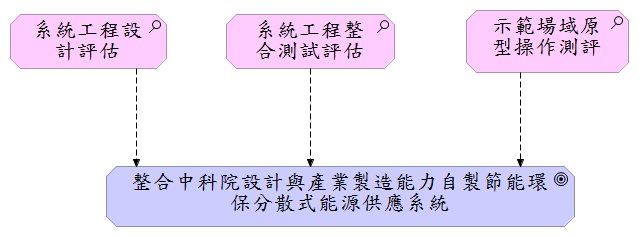 系統工程設
計評估
系統工程整
合測試評估
示範場域原
型操作測評
整合中科院設計與產業製造能力自製節能環
保分散式能源供應系統